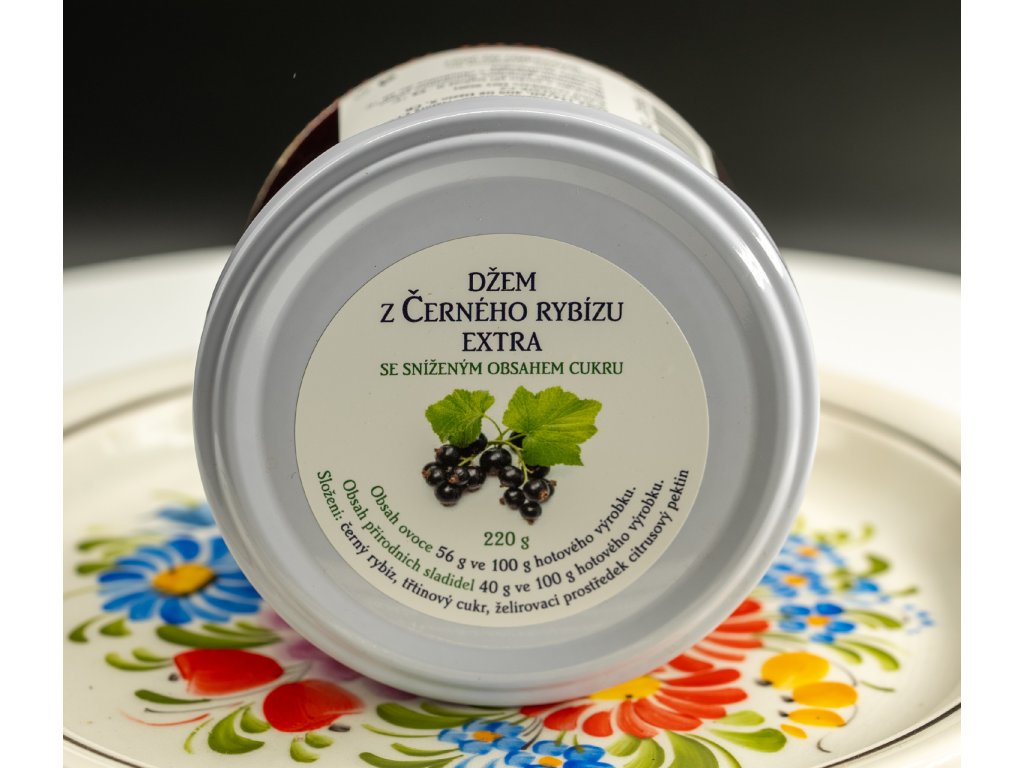 DŽEM
Z ČERNÉHO RYBÍZU
EXTRA
SE SNÍŽENÝM OBSAHEM CUKRU
220 g
Obsah ovoce 56 g ve 100 g hotového výrobku.
Obsah přírodních sladidel 40 g ve 100 g hotového výrobku.
Složení: černý rybíz, třtinový cukr, želirovací prostředek citrusový pektin